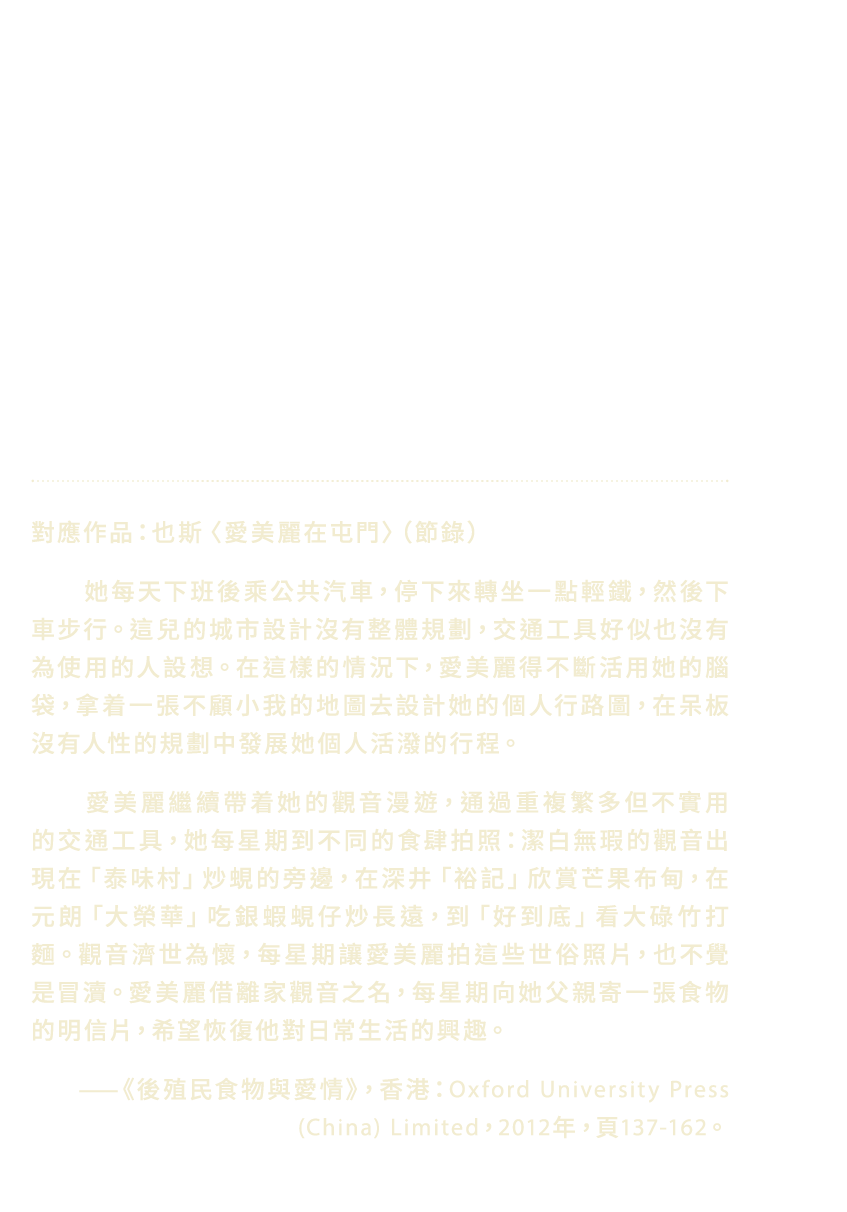 對應作品：也斯〈愛美麗在屯門〉（節錄）
她每天下班後乘公共汽車，停下來轉坐一點輕鐵，然後下
車步行。這兒的城市設計沒有整體規劃，交通工具好似也沒有
為使用的人設想。在這樣的情況下，愛美麗得不斷活用她的腦
袋，拿着一張不顧小我的地圖去設計她的個人行路圖，在呆板
沒有人性的規劃中發展她個人活潑的行程。
愛美麗繼續帶着她的觀音漫遊，通過重複繁多但不實用
的交通工具，她每星期到不同的食肆拍照：潔白無瑕的觀音出
現在「泰味村」炒蜆的旁邊，在深井「裕記」欣賞芒果布甸，在
元朗「大榮華」吃銀蝦蜆仔炒長遠，到「好到底」看大碌竹打
麵。觀音濟世為懷，每星期讓愛美麗拍這些世俗照片，也不覺
是冒瀆。愛美麗借離家觀音之名，每星期向她父親寄一張食物
的明信片，希望恢復他對日常生活的興趣。
——《後殖民食物與愛情》，香港：Oxford University Press
(China) Limited，2012年，頁137-162。